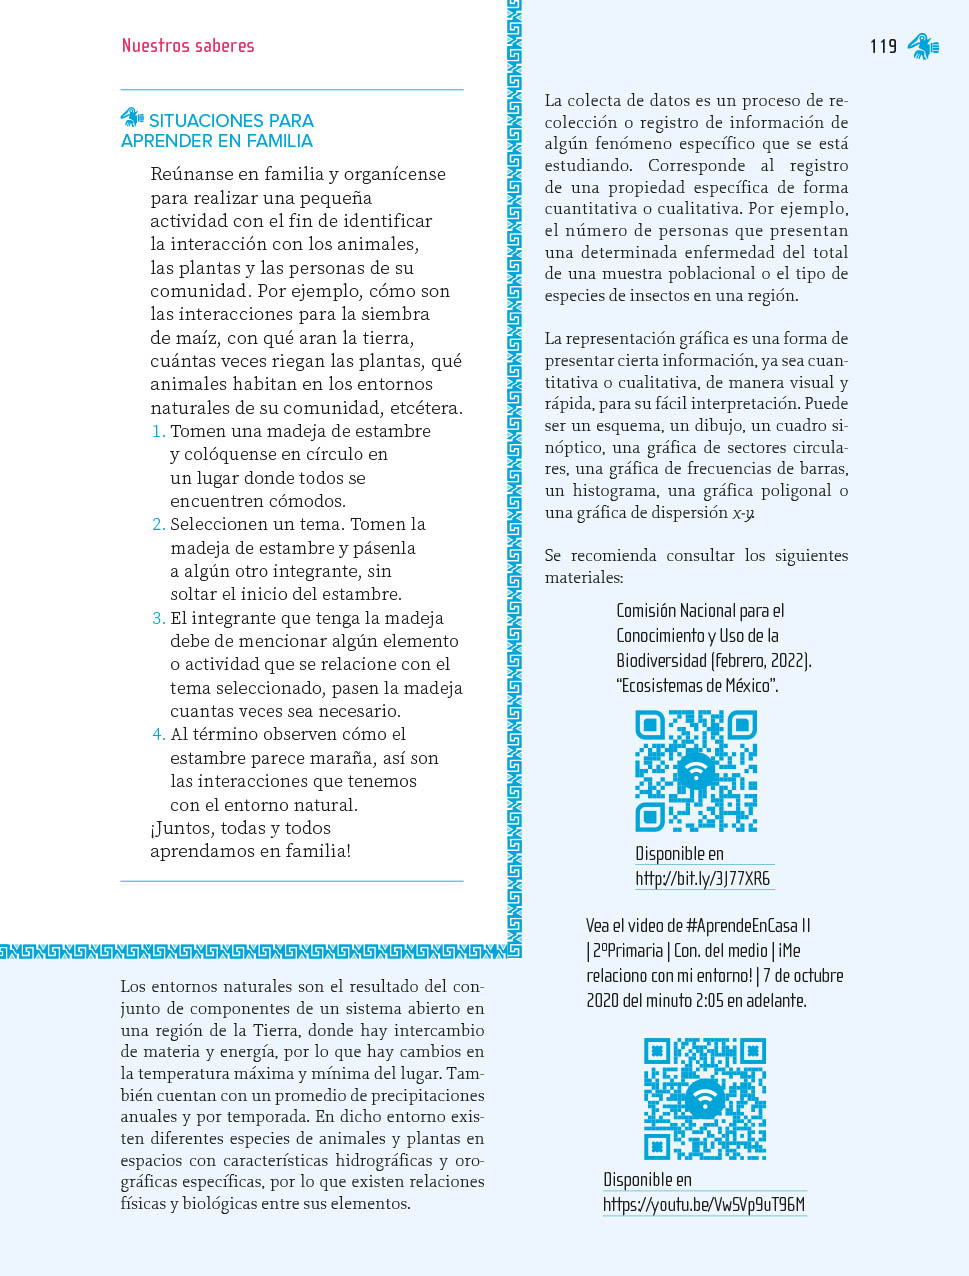 Nuestros saberes
119
SITUACIONES PARA
APRENDER EN FAMILIA
Reúnanse en familia y organícense
para realizar una pequeña
actividad con el fin de identificar
la interacción con los animales,
las plantas y las personas de su
comunidad. Por ejemplo, cómo son
las interacciones para la siembra
de maíz, con qué aran la tierra,
cuántas veces riegan las plantas, qué
animales habitan en los entornos
naturales de su comunidad, etcétera.
1. Tomen una madeja de estambre
y colóquense en círculo en
un lugar donde todos se
encuentren cómodos.
2. Seleccionen un tema. Tomen la
madeja de estambre y pásenla
a algún otro integrante, sin
soltar el inicio del estambre.
3. El integrante que tenga la madeja
debe de mencionar algún elemento
o actividad que se relacione con el
tema seleccionado, pasen la madeja
cuantas veces sea necesario.
4. Al término observen cómo el
estambre parece maraña, así son
las interacciones que tenemos
con el entorno natural.
¡Juntos, todas y todos
aprendamos en familia!
Los entornos naturales son el resultado del con-
junto de componentes de un sistema abierto en
una región de la Tierra, donde hay intercambio
de materia y energía, por lo que hay cambios en
la temperatura máxima y mínima del lugar. Tam-
bién cuentan con un promedio de precipitaciones
anuales y por temporada. En dicho entorno exis-
ten diferentes especies de animales y plantas en
espacios con características hidrográficas y oro-
gráficas específicas, por lo que existen relaciones
físicas y biológicas entre sus elementos.
La colecta de datos es un proceso de re-
colección o registro de información de
algún fenómeno específico que se está
estudiando. Corresponde al registro
de una propiedad específica de forma
cuantitativa o cualitativa. Por ejemplo,
el número de personas que presentan
una determinada enfermedad del total
de una muestra poblacional o el tipo de
especies de insectos en una región.
La representación gráfica es una forma de
presentar cierta información, ya sea cuan-
titativa o cualitativa, de manera visual y
rápida, para su fácil interpretación. Puede
ser un esquema, un dibujo, un cuadro si-
nóptico, una gráfica de sectores circula-
res, una gráfica de frecuencias de barras,
un histograma, una gráfica poligonal o
una gráfica de dispersión x-y.
Se recomienda consultar los siguientes
materiales:
Comisión Nacional para el
Conocimiento y Uso de la
Biodiversidad (febrero, 2022).
“Ecosistemas de México”.
Disponible en
http://bit.ly/3J77XR6
Vea el video de #AprendeEnCasa II
| 2ºPrimaria | Con. del medio | ¡Me
relaciono con mi entorno! | 7 de octubre
2020 del minuto 2:05 en adelante.
Disponible en
https://youtu.be/VwSVp9uT96M